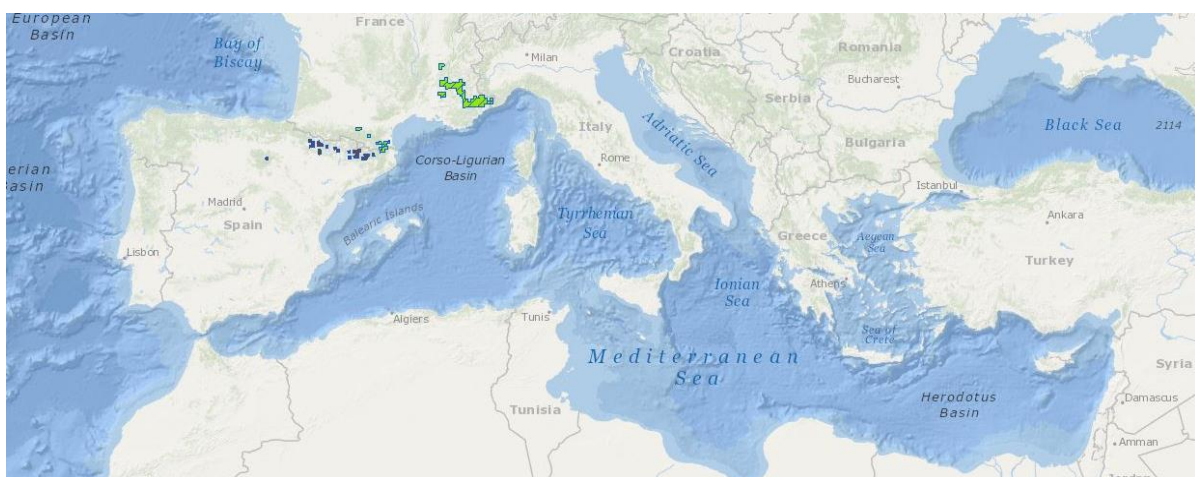 European
Basin
France
Bay of
Biscay
Milan
Croatia
Romania
Bucharest
Serbia
Black Sea
2114
Italy
Adriatic Sea
Bulgaria
Corso-Ligurian
Basin
Rome
erian
Basin
Istanbul
Madrid
Spain
Balearic Islands
Tyrrhenian
Sea
Ankara
Greece
Aegean
Sea
Lisbon
Turkey
Ionian
Sea
Athens
Algiers
Tunis
Sea of
Crete
Mediterranean
Sea
Syria
Herodotus
Basin
Damascus
Tunisia
Amman